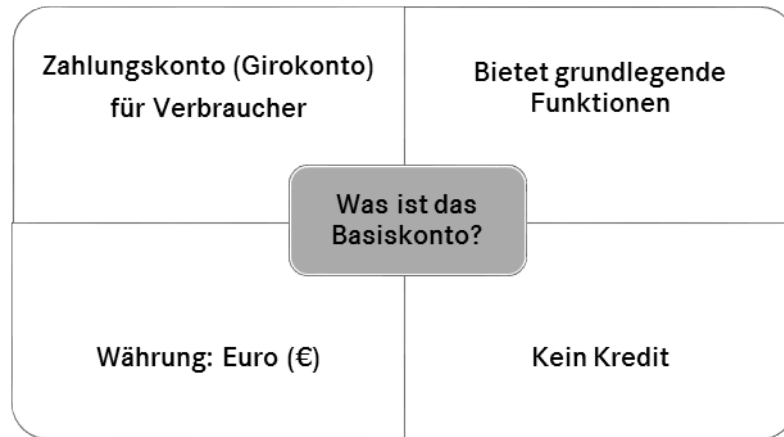 Zahlungskonto (Girokonto)
für Verbraucher
Bietet grundlegende
Funktionen
Was ist das
Basiskonto?
Währung: Euro (€)
Kein Kredit